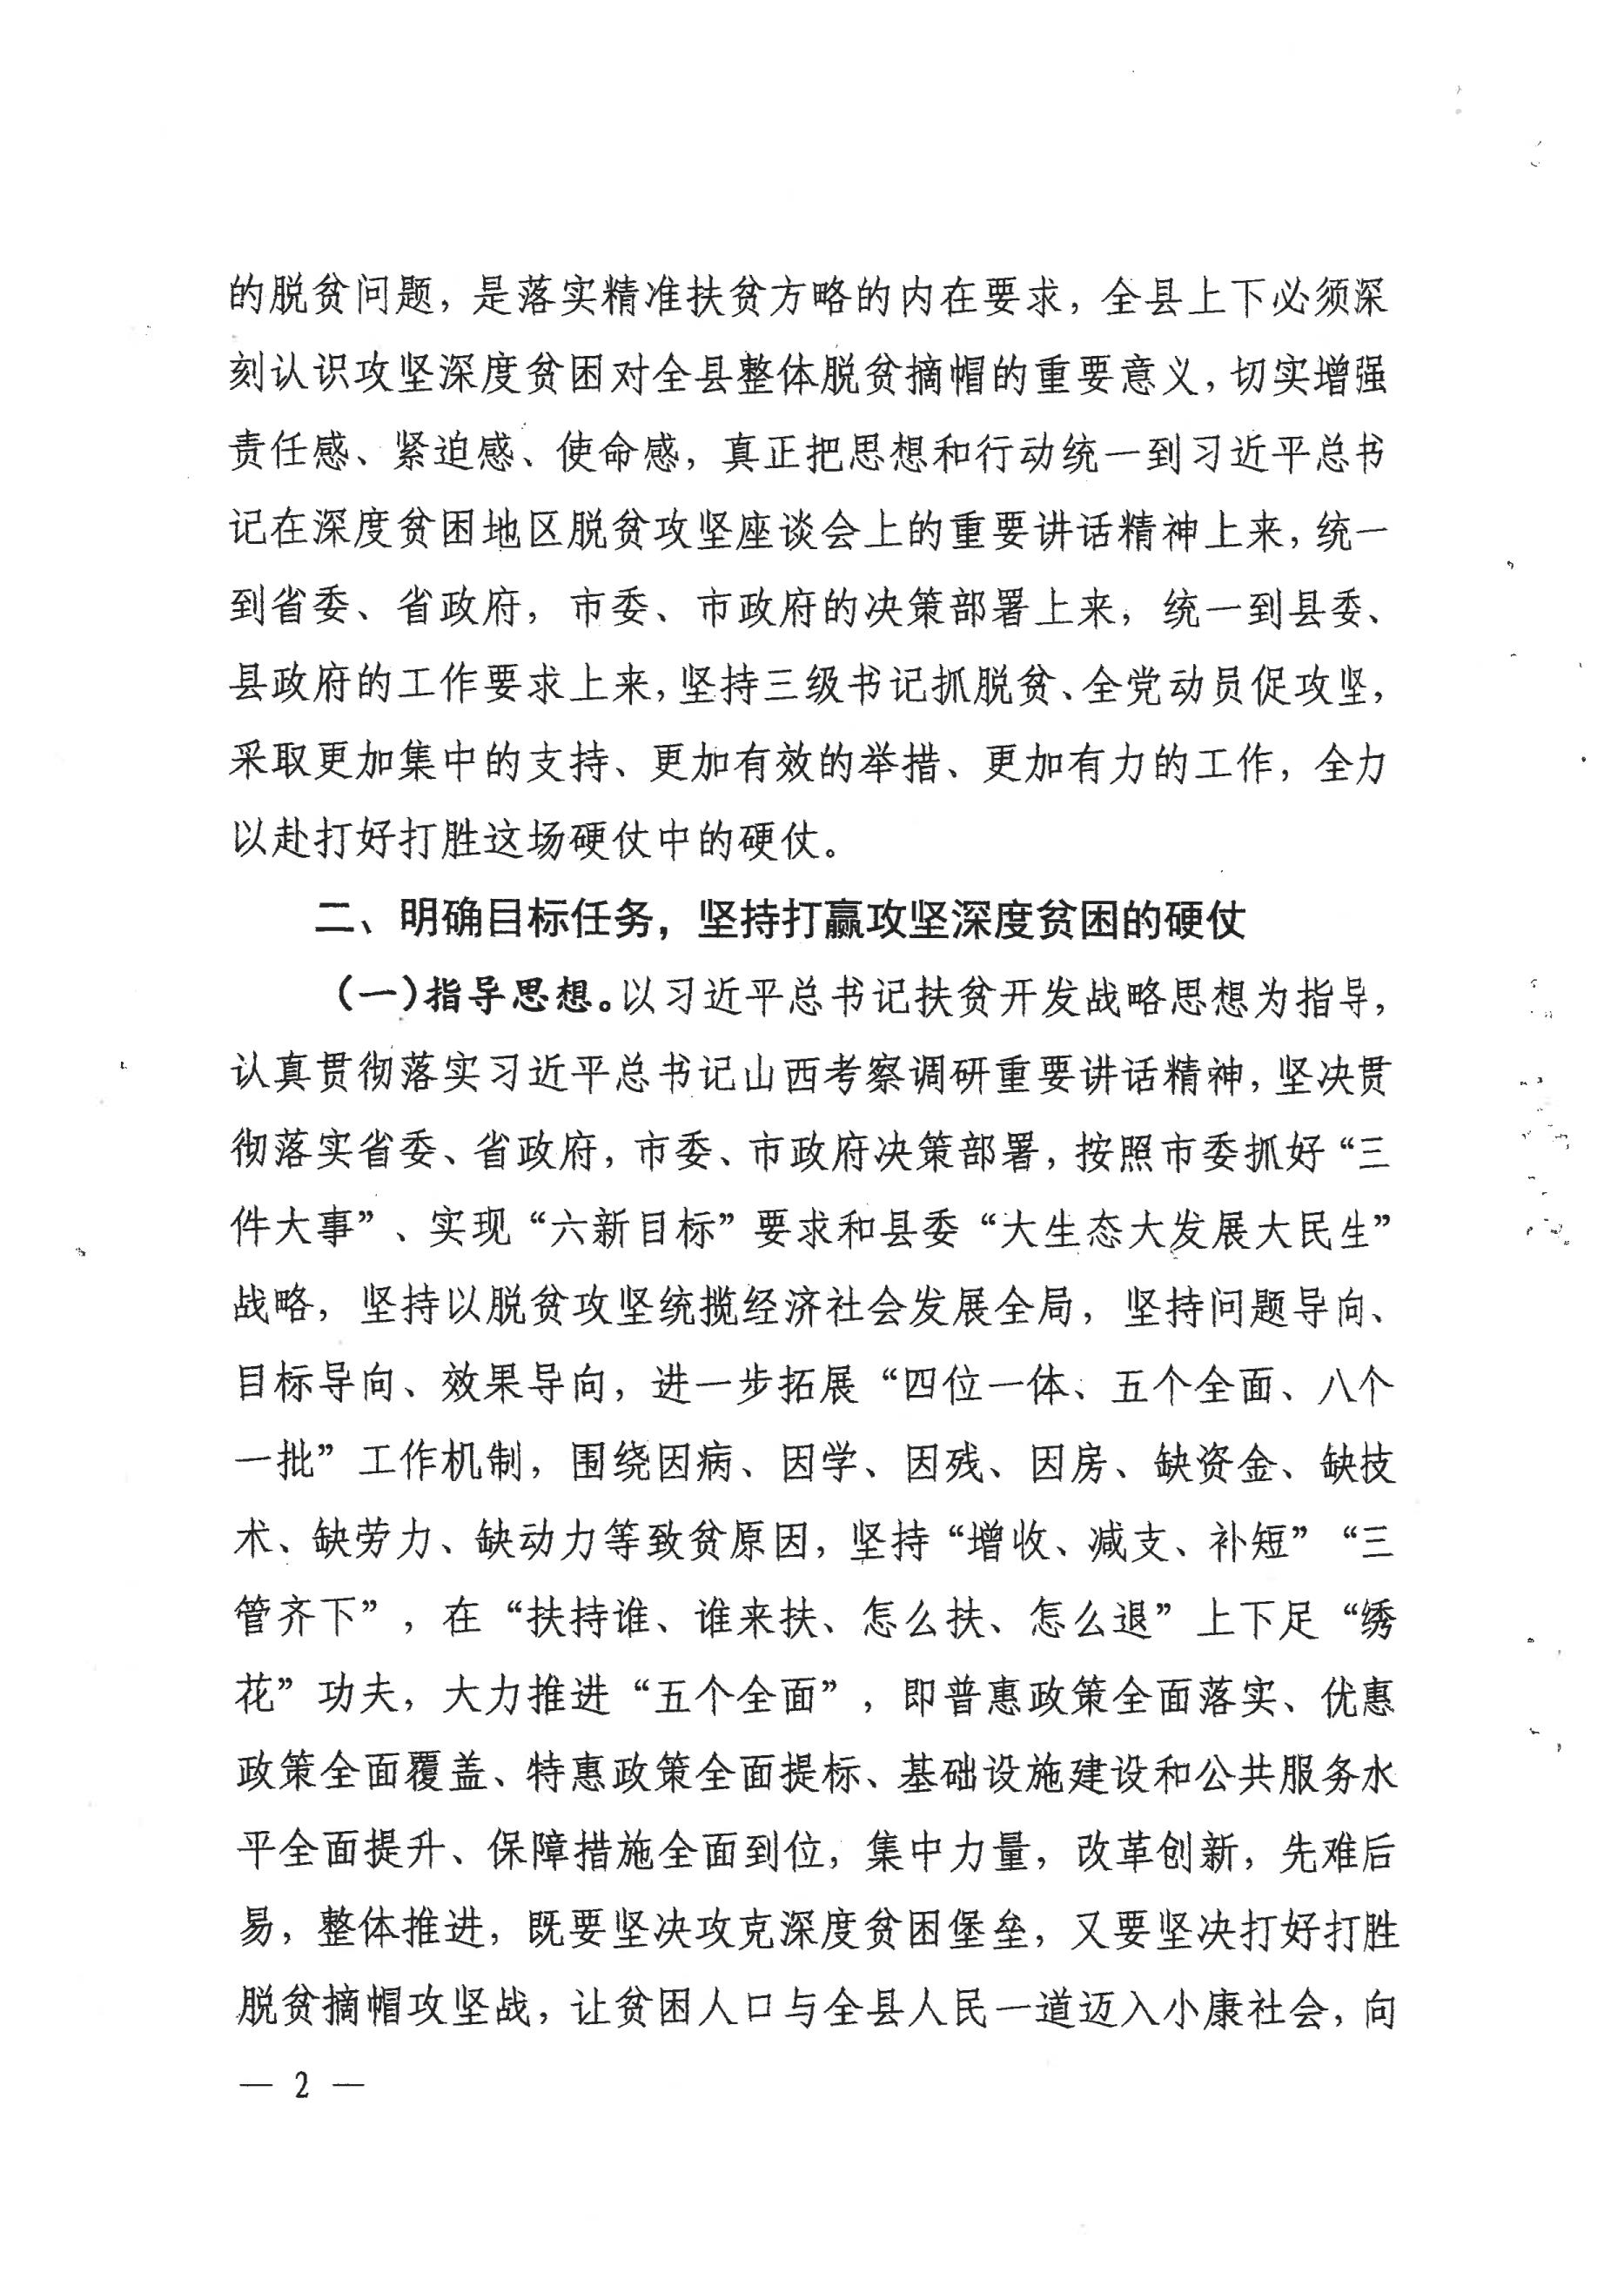 的脱贫问题，是落实精准扶贫方略的内在要求，全县上下必须深
刻认识攻坚深度贫困对全县整体脱贫摘帽的重要意义，切实增强
责任感、紧迫感、使命感，真正把思想和行动统一到习近平总书
记在深度贫困地区脱贫攻坚座谈会上的重要讲话精神上来，统一
到省委、省政府，市委、市政府的决策部署上来，统一到县委、
县政府的工作要求上来，坚持三级书记抓脱贫、全党动员促攻坚，
采取更加集中的支持、更加有效的举措、更加有力的工作，全力
以赴打好打胜这场硬仗中的硬仗。
二、明确目标任务，坚持打赢攻坚深度贫困的硬仗
（一）指导思想。以习近平总书记扶贫开发战略思想为指导，
认真贯彻落实习近平总书记山西考察调研重要讲话精神，坚决贯
彻落实省委、省政府，市委、市政府决策部署，按照市委抓好“三
件大事”、实现“六新目标”要求和县委“大生态大发展大民生”
战略，坚持以脱贫攻坚统揽经济社会发展全局，坚持问题导向、
目标导向、效果导向，进一步拓展“四位一体、五个全面、八个
一批”工作机制，围绕因病、因学、因残、因房、缺资金、缺技
术、缺劳力、缺动力等致贫原因，坚持“增收、减支、补短”“三
管齐下”，在“扶持谁、谁来扶、怎么扶、怎么退”上下足“绣
花”功夫，大力推进“五个全面”，即普惠政策全面落实、优惠
政策全面覆盖、特惠政策全面提标、基础设施建设和公共服务水
平全面提升、保障措施全面到位，集中力量，改革创新，先难后
易，整体推进，既要坚决攻克深度贫困堡垒，又要坚决打好打胜
脱贫摘帽攻坚战，让贫困人口与全县人民一道迈入小康社会，向
— 2 —